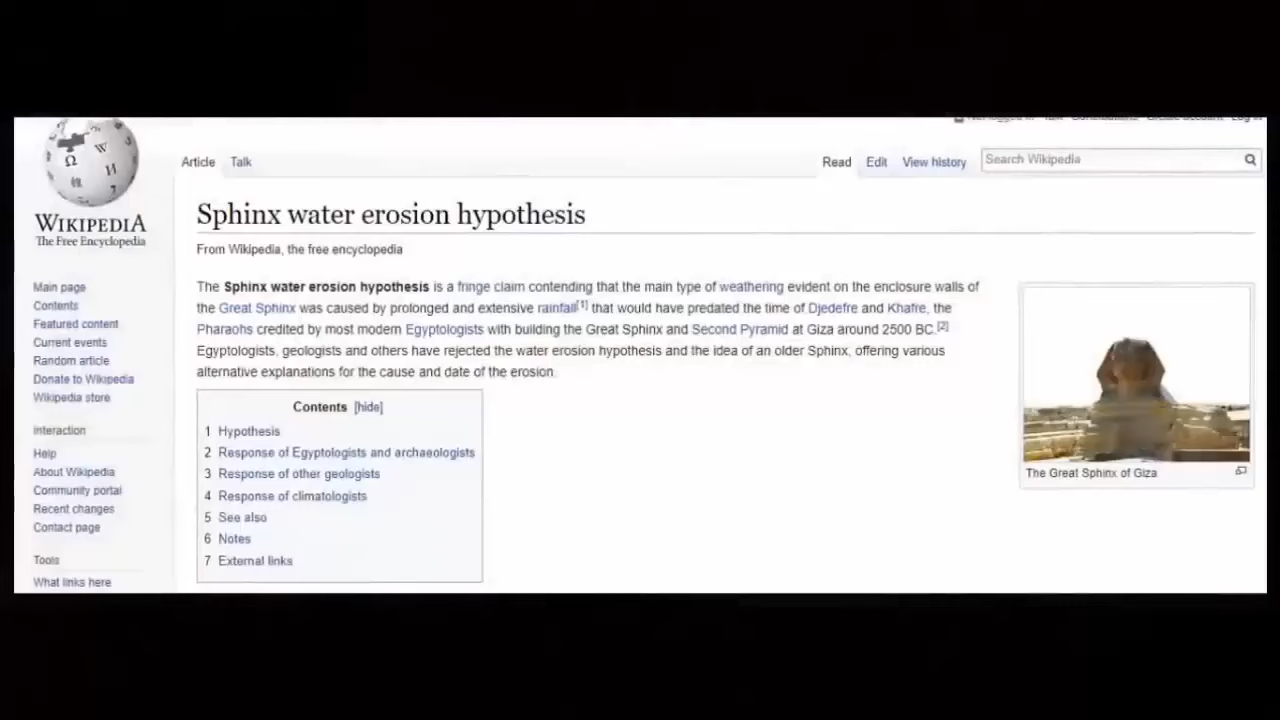 Article Talk Read Edit View history Search Wikipedia
WIKIPEDIA
The Free Encyclopedia
Sphinx water erosion hypothesis
From Wikipedia, the free encyclopedia
Main page
Contents
Featured content
Current events
Random article
Donate to Wikipedia
Wikipedia store
Interaction
Help
About Wikipedia
Community portal
Recent changes
Contact page
Tools
What links here
The Sphinx water erosion hypothesis is a fringe claim contending that the main type of weathering evident on the enclosure walls of
the Great Sphinx was caused by prolonged and extensive rainfall[1] that would have predated the time of Djedefre and Khafre, the
Pharaohs credited by most modern Egyptologists with building the Great Sphinx and Second Pyramid at Giza around 2500 BC.[2]
Egyptologists, geologists and others have rejected the water erosion hypothesis and the idea of an older Sphinx, offering various
alternative explanations for the cause and date of the erosion.
Contents [hide]
1 Hypothesis
2 Response of Egyptologists and archaeologists
3 Response of other geologists
4 Response of climatologists
5 See also
6 Notes
7 External links
The Great Sphinx of Giza